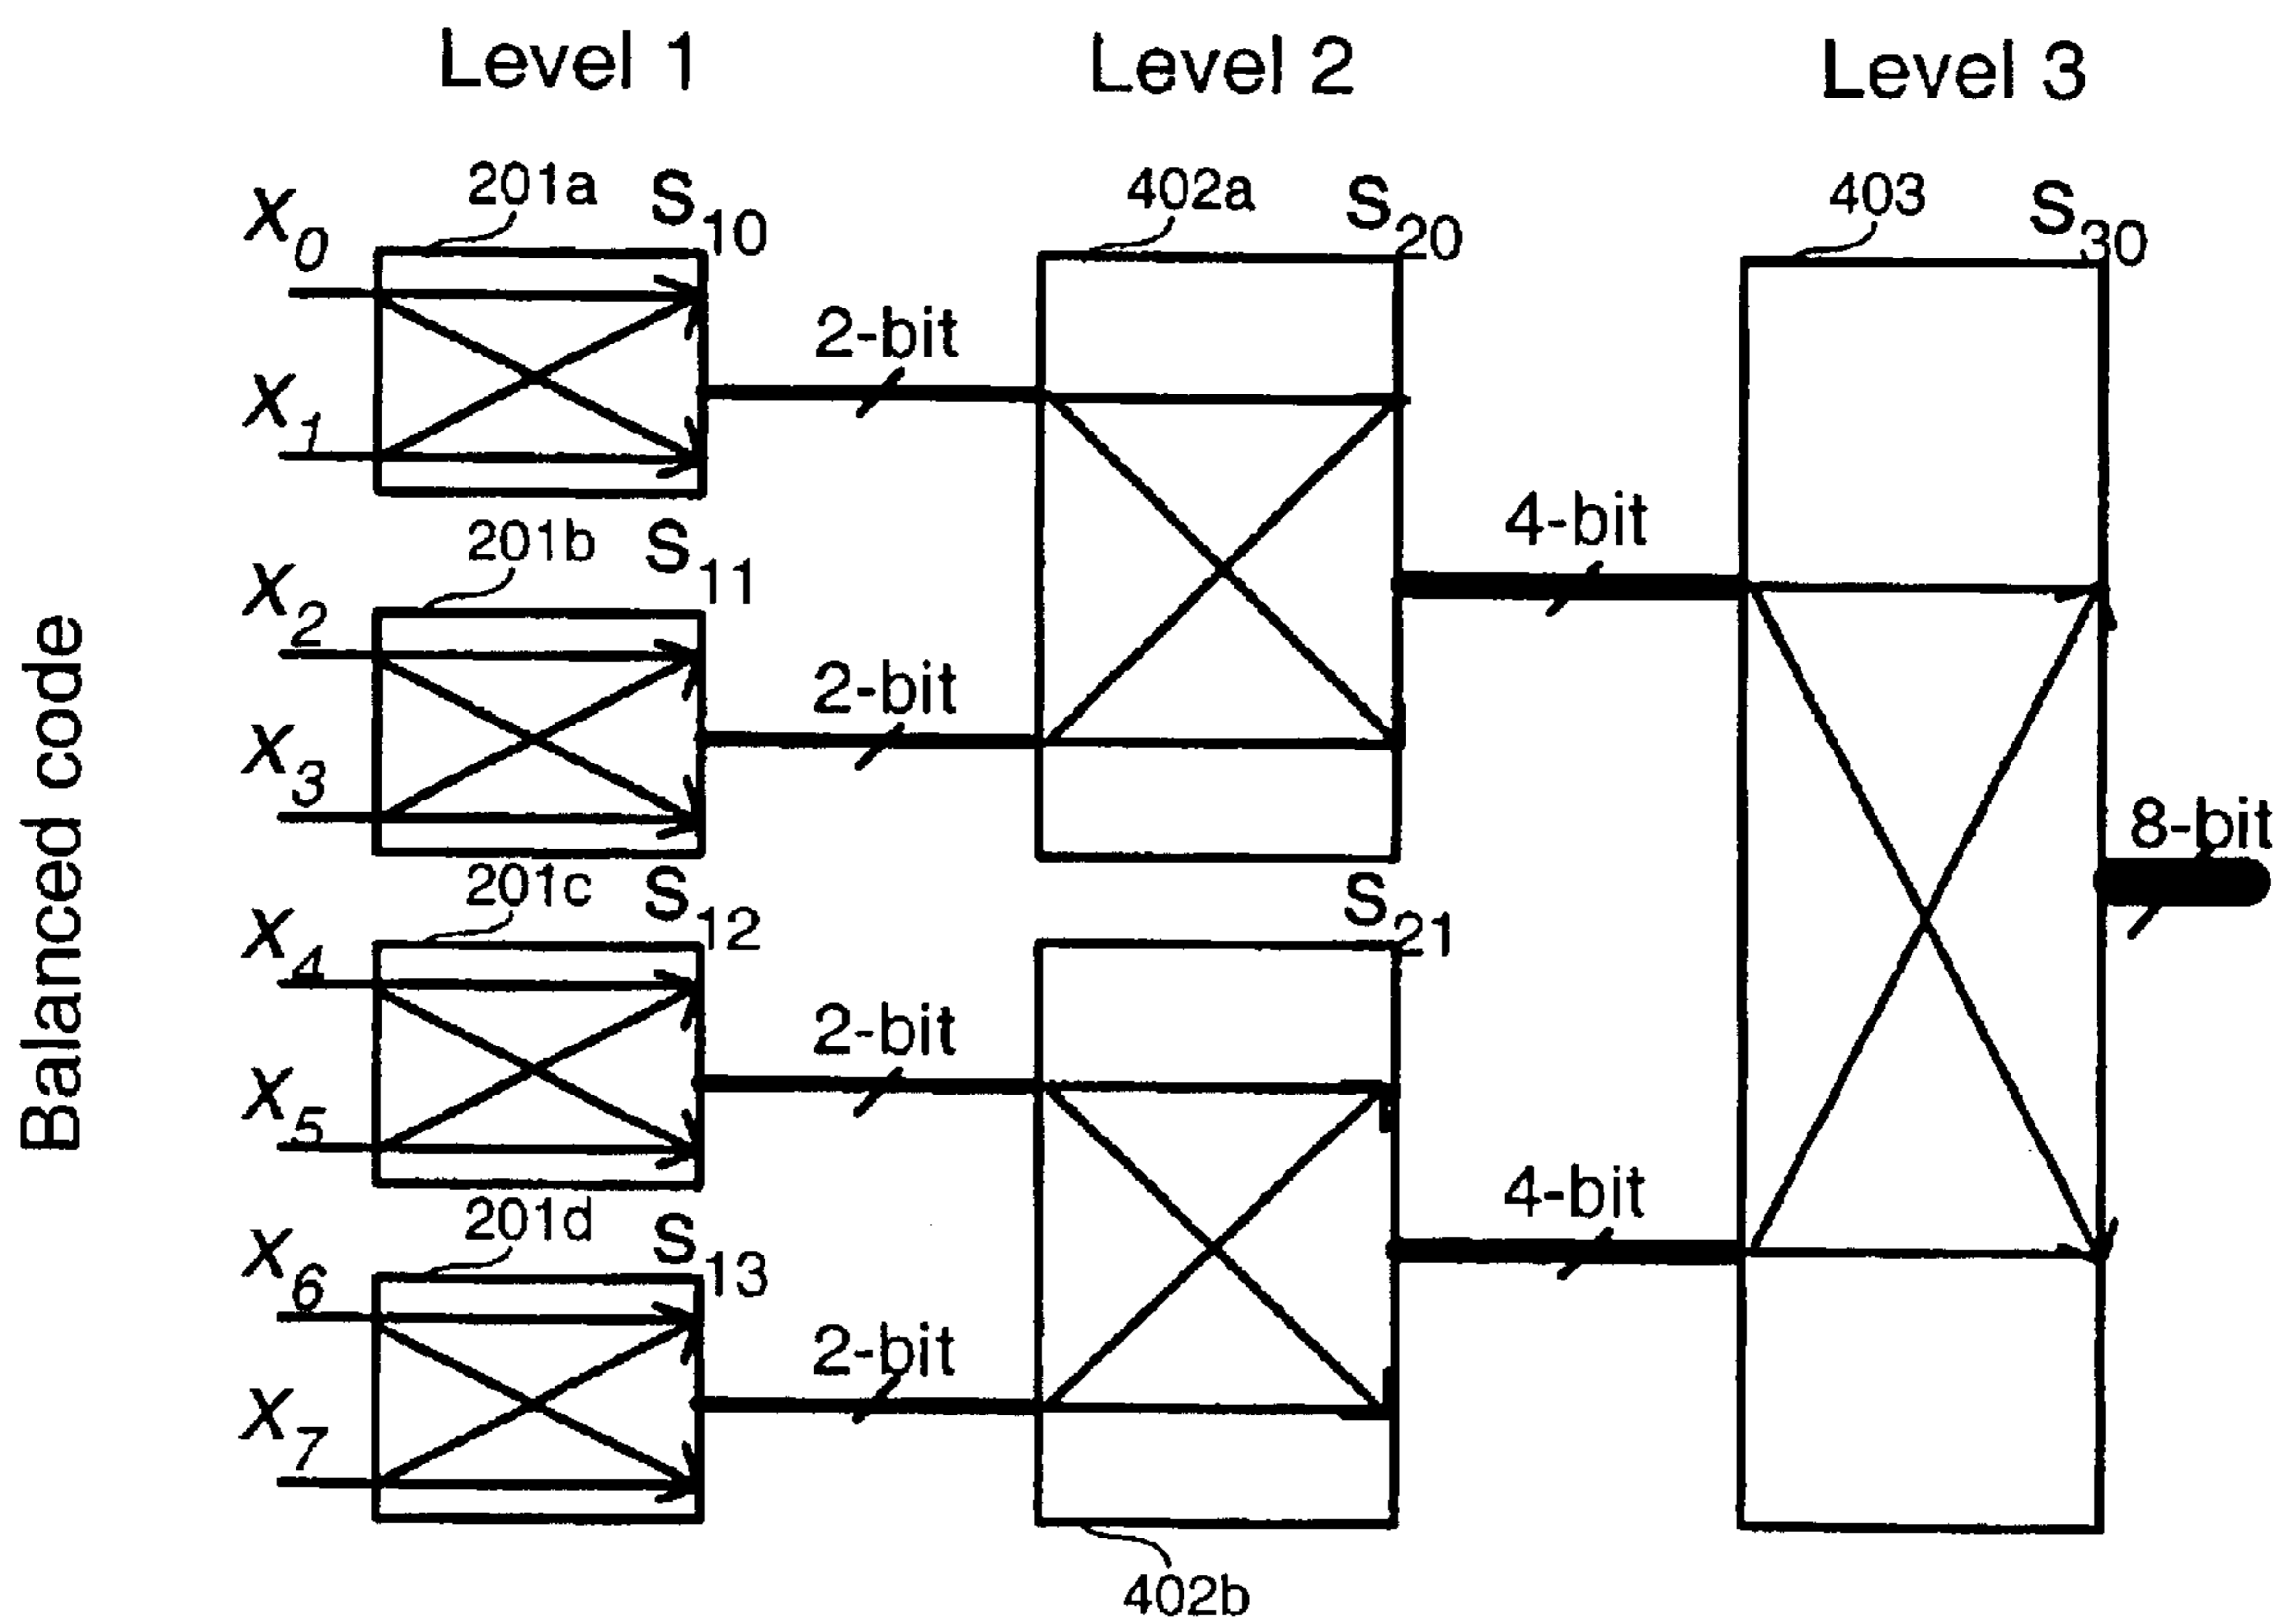 Level 1 Level 2 Level 3
x0 201a S10 402a S20 403 S30
2-bit
x1
4-bit
201b S11
x2
2-bit
x3
8-bit
201c S12 S21
x4
2-bit
x5
4-bit
201d S13
x6
2-bit
x7
402b
Balanced code